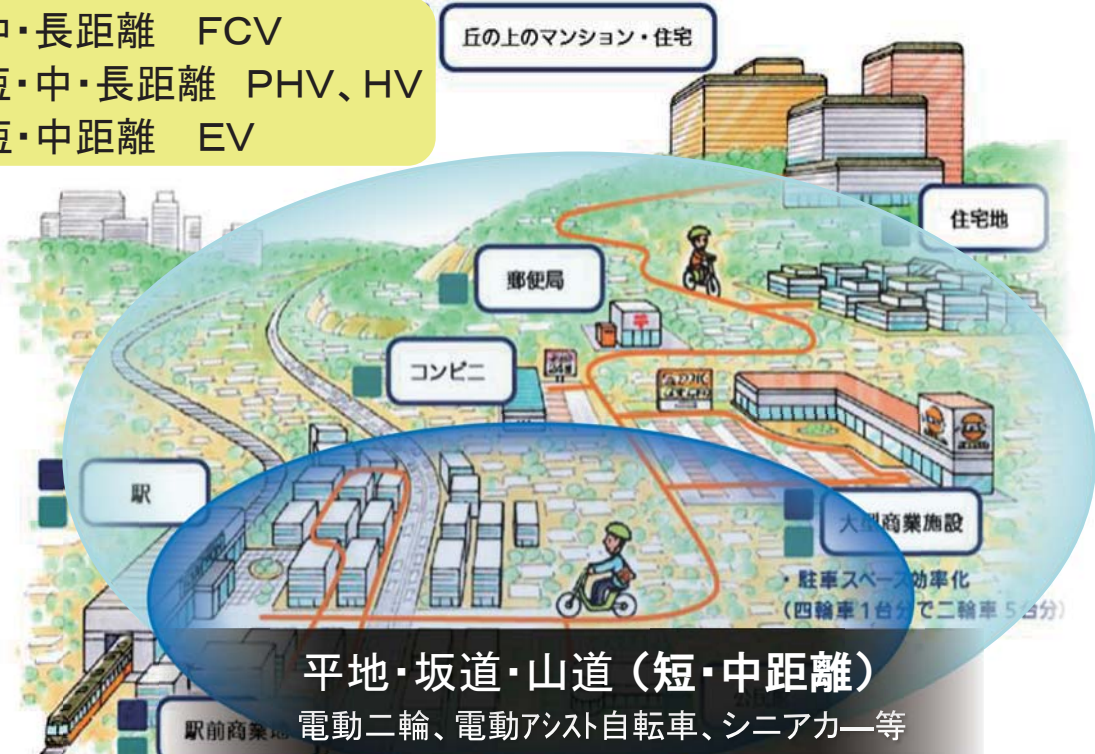 中・長距離　FCV
短・中・長距離　PHV、HV
短・中距離　EV
丘の上のマンション・住宅
住宅地
郵便局
コンビニ
駅
大型商業施設
・駐車スペース効率化
（四輪車1台分で二輪車5台分）
平地・坂道・山道（短・中距離）
電動二輪、電動アシスト自転車、シニアカー等
駅前商業地